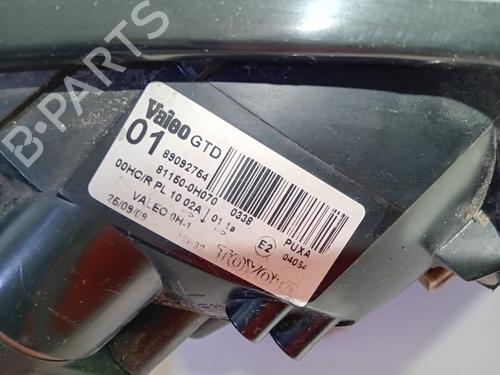 Valeo GTD
01 89092764
81160-0H070 0338
00HC/R PL 10 02A 01
VALEO 0H-1 E2 PUXA
26/09/09 04054
B-PARTS